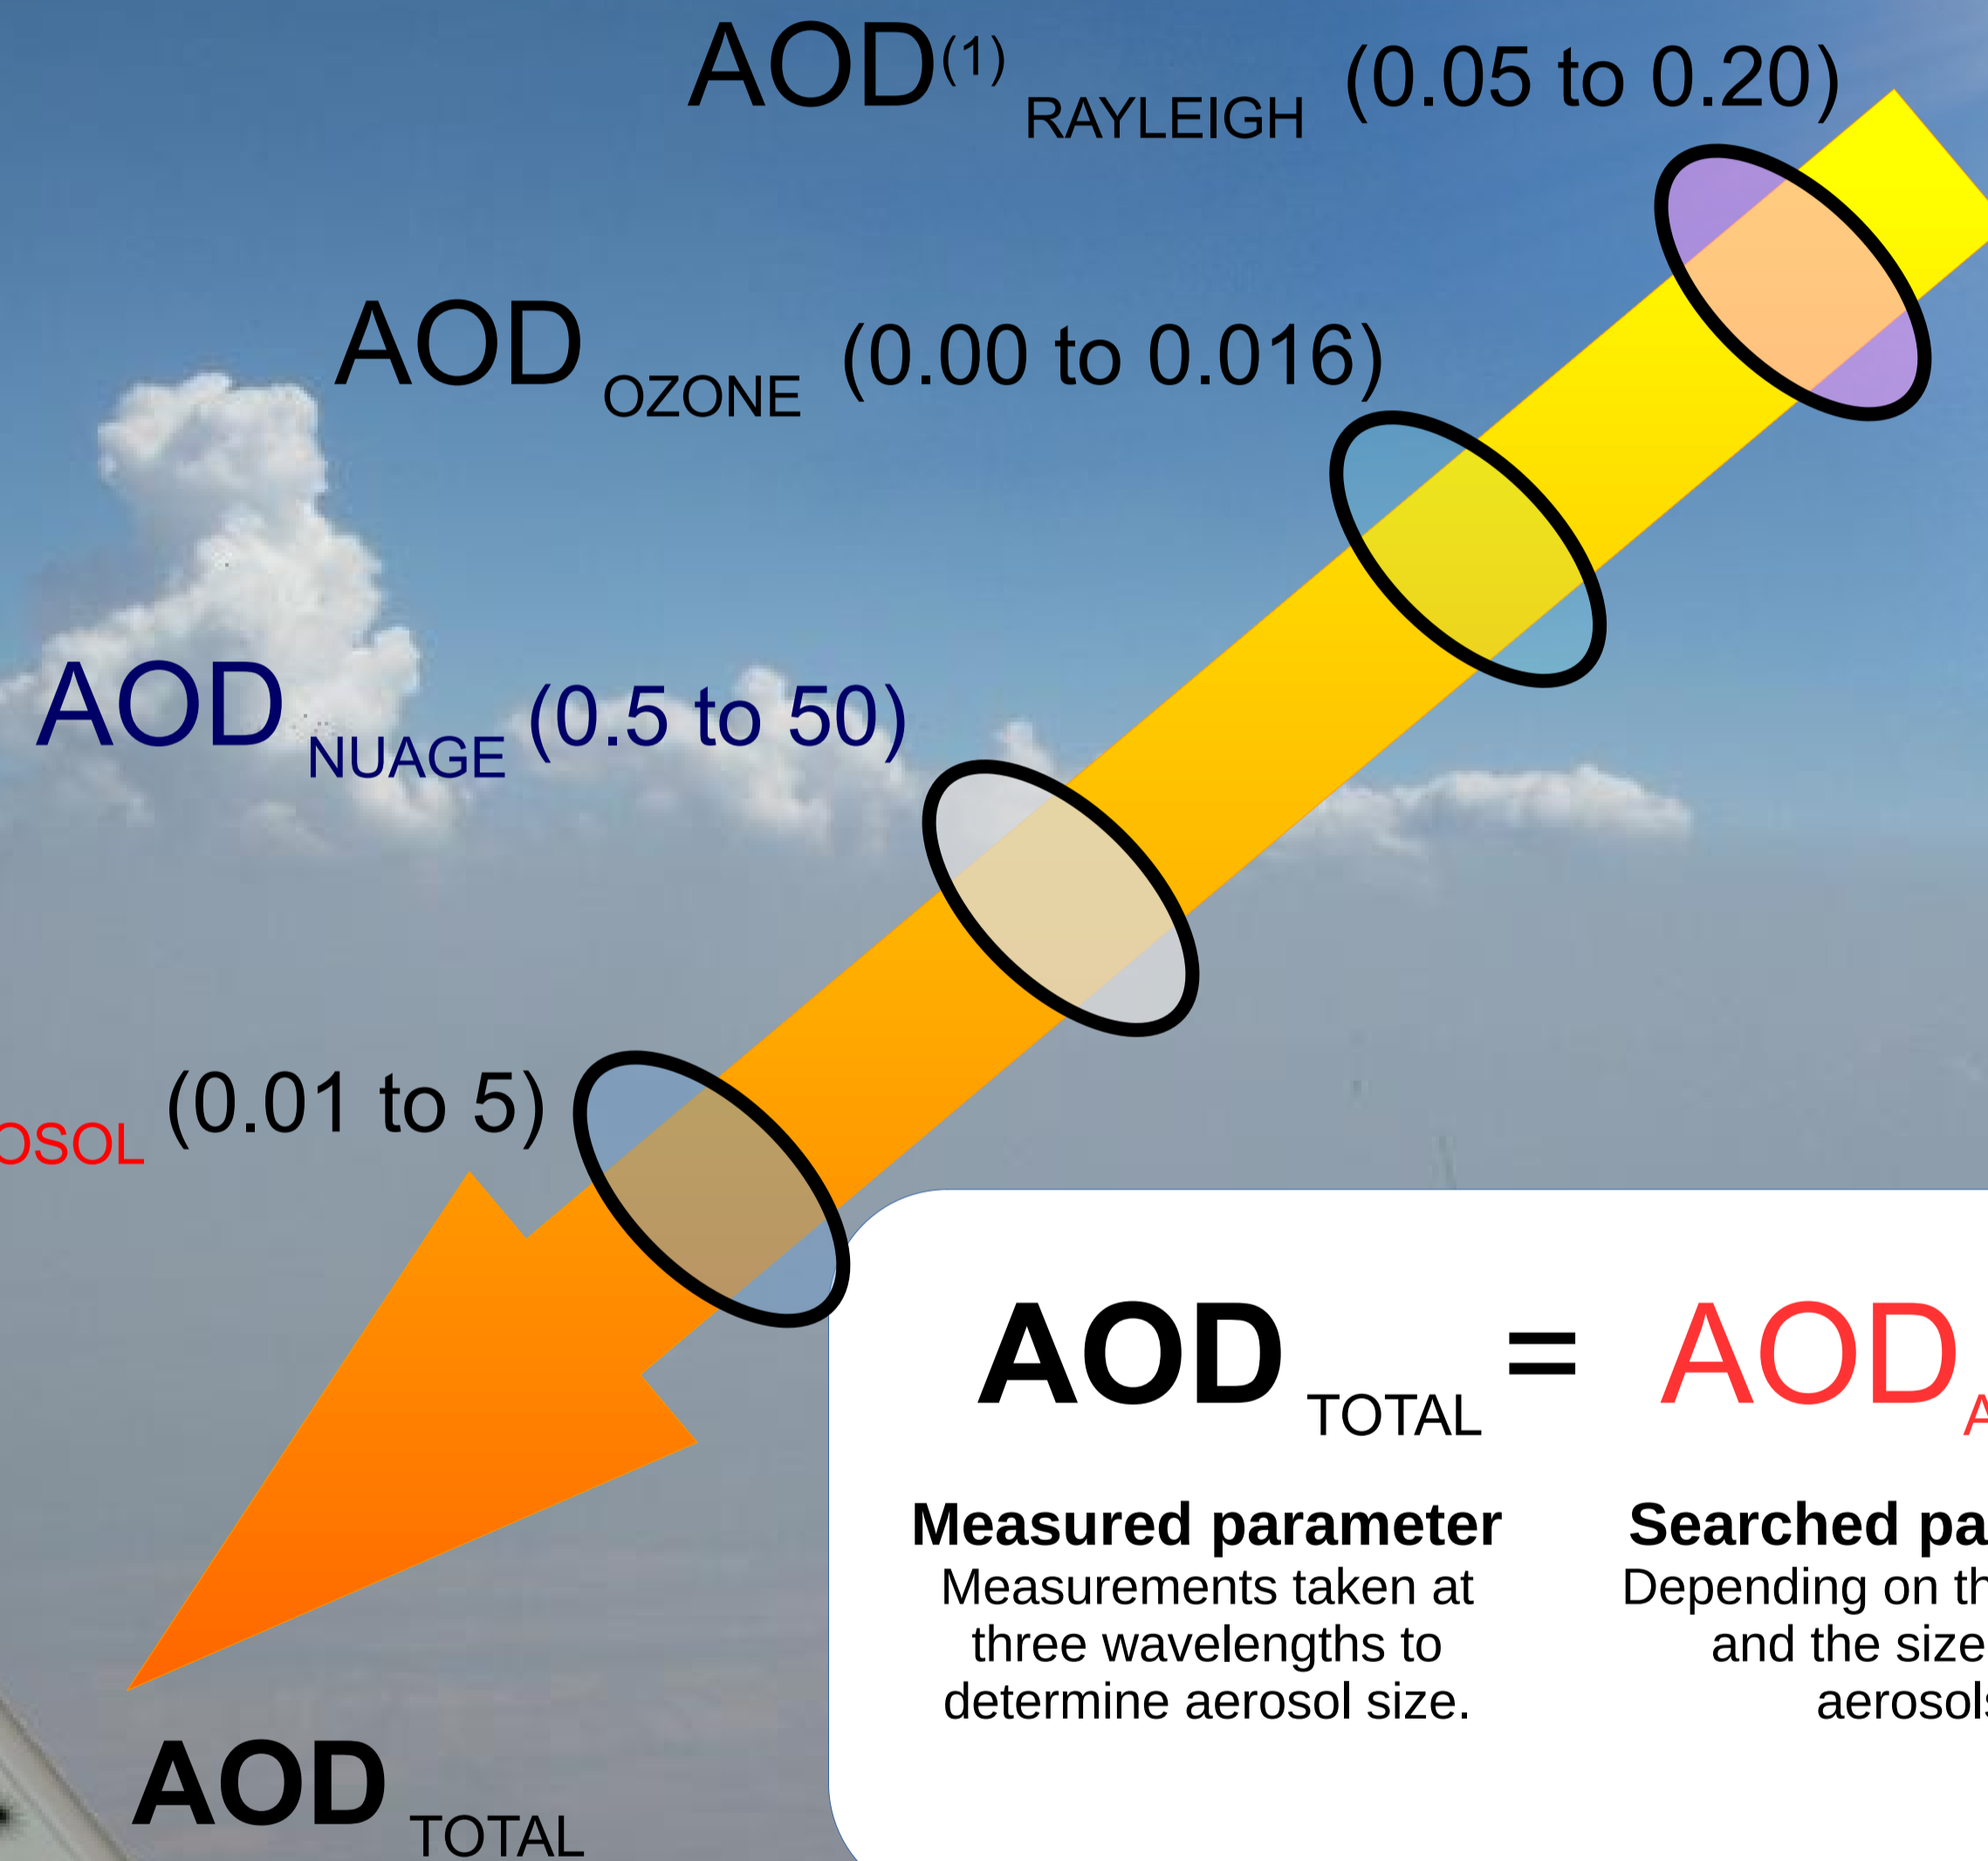 AOD(1) RAYLEIGH (0.05 to 0.20)
AOD OZONE (0.00 to 0.016)
AOD NUAGE (0.5 to 50)
OSOL (0.01 to 5)
AOD TOTAL = AOD A
Measured parameter
Measurements taken at
three wavelengths to
determine aerosol size.
Searched pa
Depending on th
and the size
aerosols
AOD TOTAL